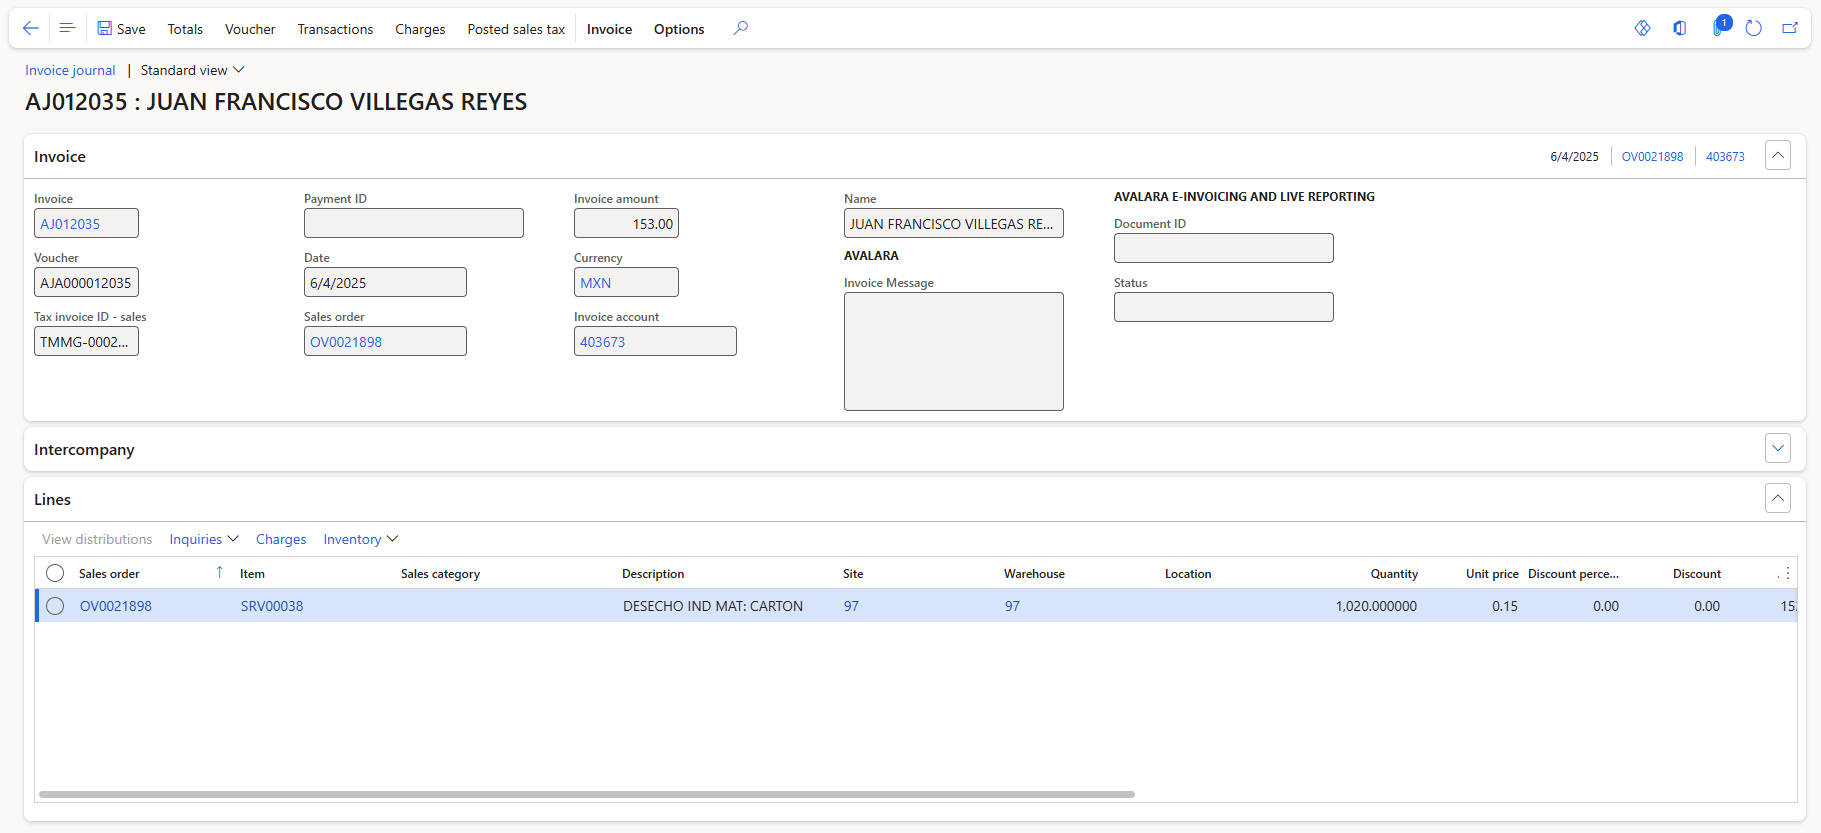 Save Totals Voucher Transactions Charges Posted sales tax Invoice Options 1
Invoice journal | Standard view
AJ012035 : JUAN FRANCISCO VILLEGAS REYES
Invoice 6/4/2025 OV0021898 403673
Invoice Payment ID Invoice amount Name AVALARA E-INVOICING AND LIVE REPORTING
AJ012035 153.00 JUAN FRANCISCO VILLEGAS RE... Document ID
Voucher Date Currency AVALARA
AJA000012035 6/4/2025 MXN Invoice Message Status
Tax invoice ID - sales Sales order Invoice account
TMMG-0002... OV0021898 403673
Intercompany
Lines
View distributions Inquiries Charges Inventory
Sales order Item Sales category Description Site Warehouse Location Quantity Unit price Discount perce... Discount
OV0021898 SRV00038 DESECHO IND MAT: CARTON 97 97 1,020.000000 0.15 0.00 0.00